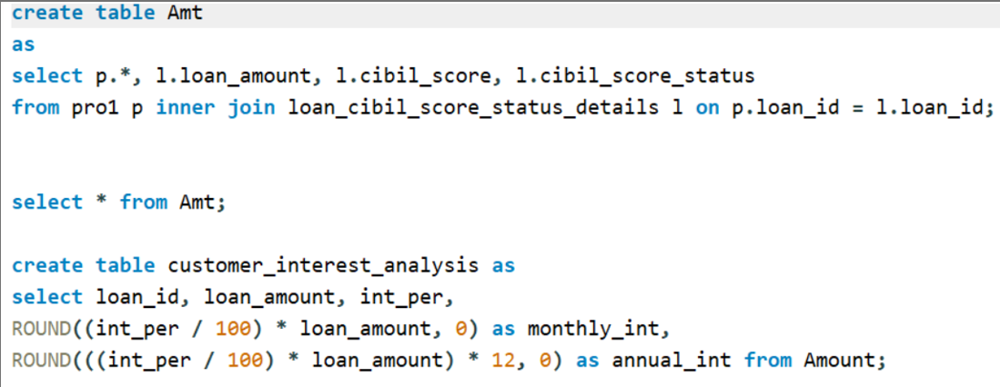 create table Amt
as
select p.*, l.loan_amount, l.cibil_score, l.cibil_score_status
from pro1 p inner join loan_cibil_score_status_details l on p.loan_id = l.loan_id;
select * from Amt;
create table customer_interest_analysis as
select loan_id, loan_amount, int_per,
ROUND((int_per / 100) * loan_amount, 0) as monthly_int,
ROUND(((int_per / 100) * loan_amount) * 12, 0) as annual_int from Amount;